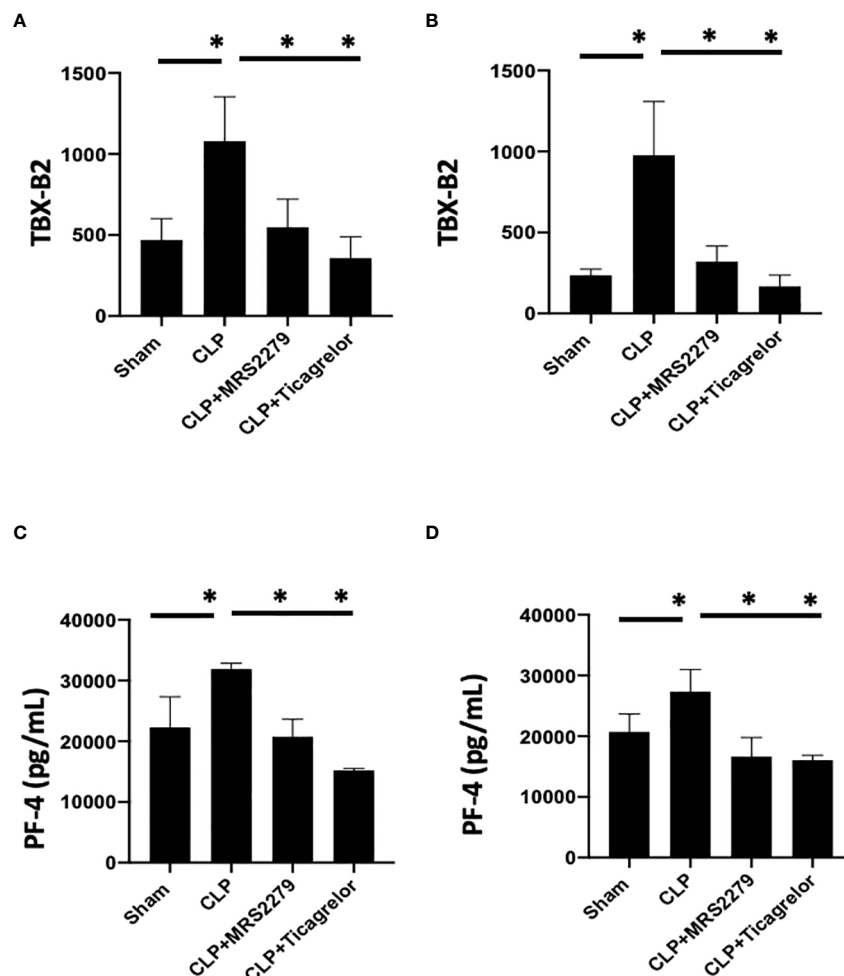 A
* * *
1500
1000
500
0
TBX-B2
Sham
CLP
CLP+MRS2279
CLP+Ticagrelor
B
* * *
1500
1000
500
0
TBX-B2
Sham
CLP
CLP+MRS2279
CLP+Ticagrelor
C
* * *
40000
30000
20000
10000
0
PF-4 (pg/mL)
Sham
CLP
CLP+MRS2279
CLP+Ticagrelor
D
* * *
40000
30000
20000
10000
0
PF-4 (pg/mL)
Sham
CLP
CLP+MRS2279
CLP+Ticagrelor